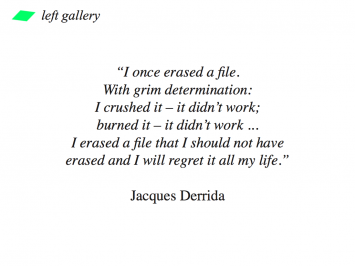 left gallery
“I once erased a file.
With grim determination:
I crushed it – it didn’t work;
burned it – it didn’t work ...
I erased a file that I should not have
erased and I will regret it all my life.”
Jacques Derrida